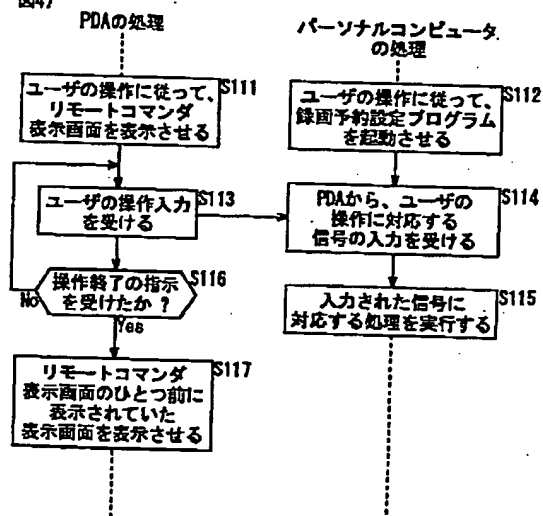 図47
PDAの処理
パーソナルコンピュータ
の処理
ユーザの操作に従って、
リモートコマンダ
表示画面を表示させる
S111
ユーザの操作に従って、
録画予約設定プログラム
を起動させる
S112
ユーザの操作入力
を受ける
S113
PDAから、ユーザの
操作に対応する
信号の入力を受ける
S114
操作終了の指示
を受けたか？
S116
No
Yes
入力された信号に
対応する処理を実行する
S115
リモートコマンダ
表示画面のひとつ前に
表示されていた
表示画面を表示させる
S117